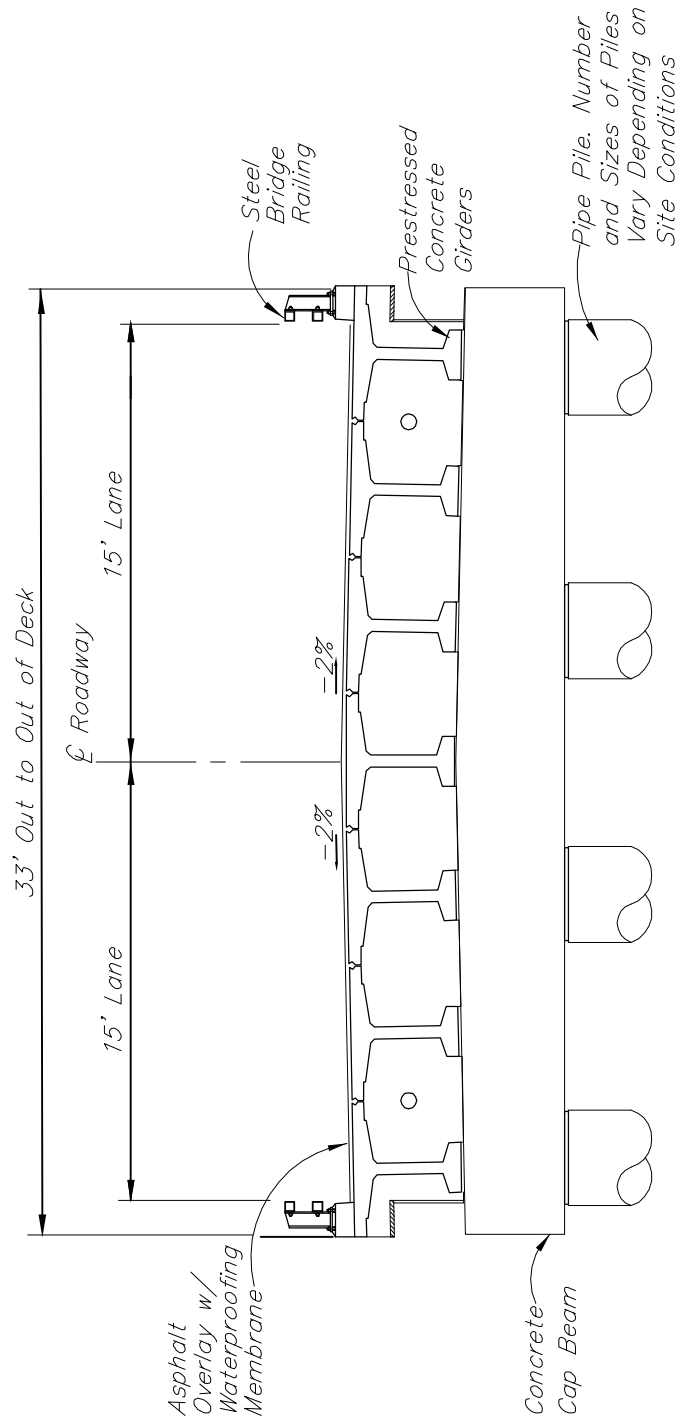 33' Out to Out of Deck
℄ Roadway
15' Lane
15' Lane
-2%
-2%
Steel
Bridge
Railing
Asphalt
Overlay w/
Waterproofing
Membrane
Prestressed
Concrete
Girders
Concrete
Cap Beam
Pipe Pile. Number
and Sizes of Piles
Vary Depending on
Site Conditions